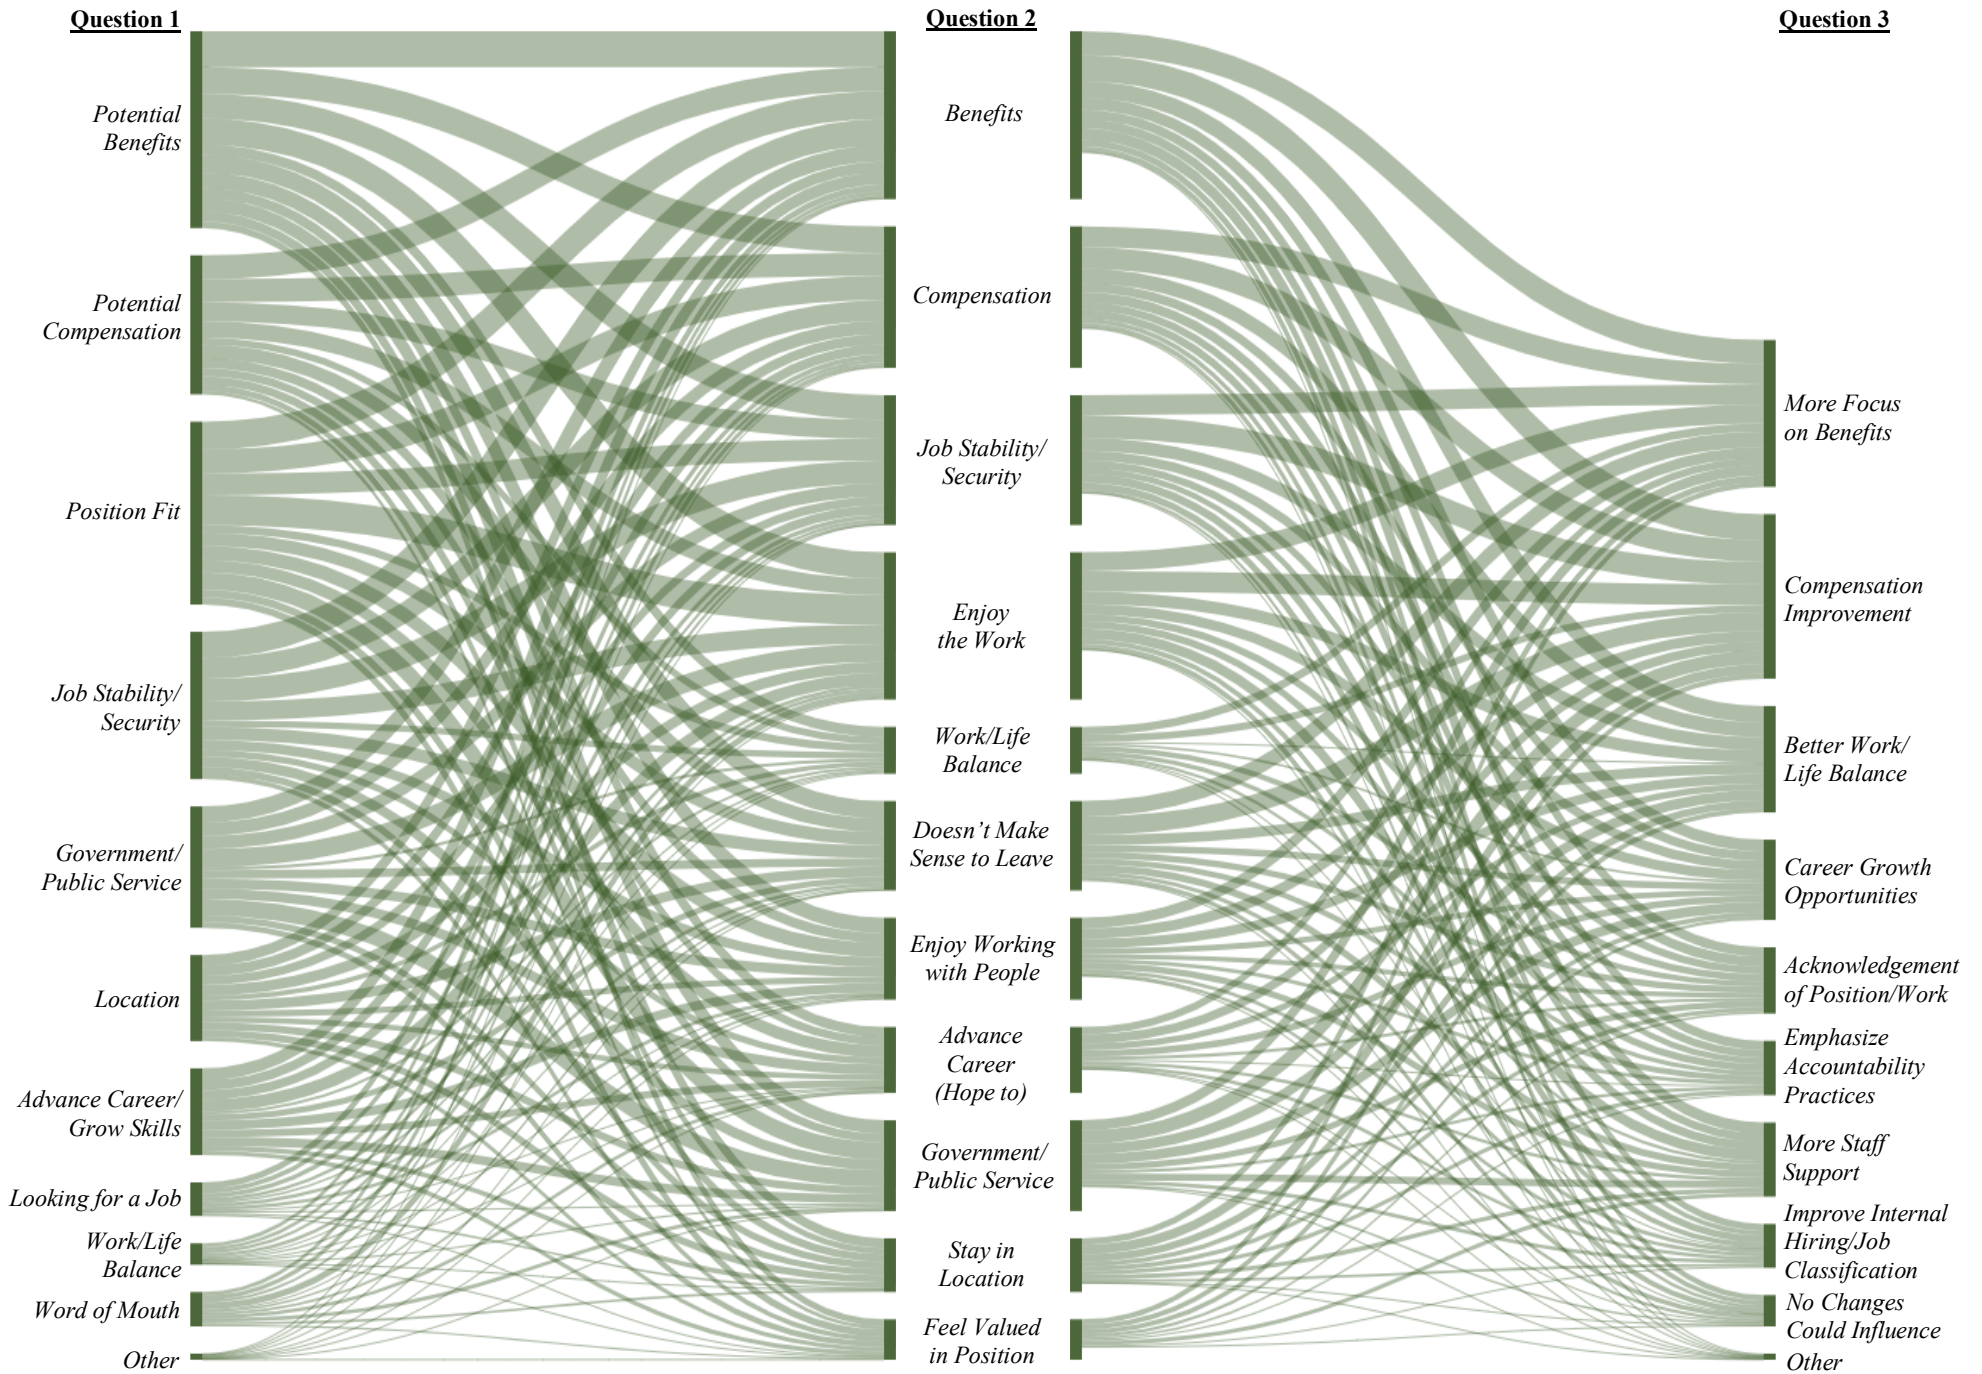 Question 1
Potential
Benefits
Potential
Compensation
Position Fit
Job Stability/
Security
Government/
Public Service
Location
Advance Career/
Grow Skills
Looking for a Job
Work/Life
Balance
Word of Mouth
Other
Question 2
Benefits
Compensation
Job Stability/
Security
Enjoy
the Work
Work/Life
Balance
Doesn't Make
Sense to Leave
Enjoy Working
with People
Advance
Career
(Hope to)
Government/
Public Service
Stay in
Location
Feel Valued
in Position
Question 3
More Focus
on Benefits
Compensation
Improvement
Better Work/
Life Balance
Career Growth
Opportunities
Acknowledgement
of Position/Work
Emphasize
Accountability
Practices
More Staff
Support
Improve Internal
Hiring/Job
Classification
No Changes
Could Influence
Other